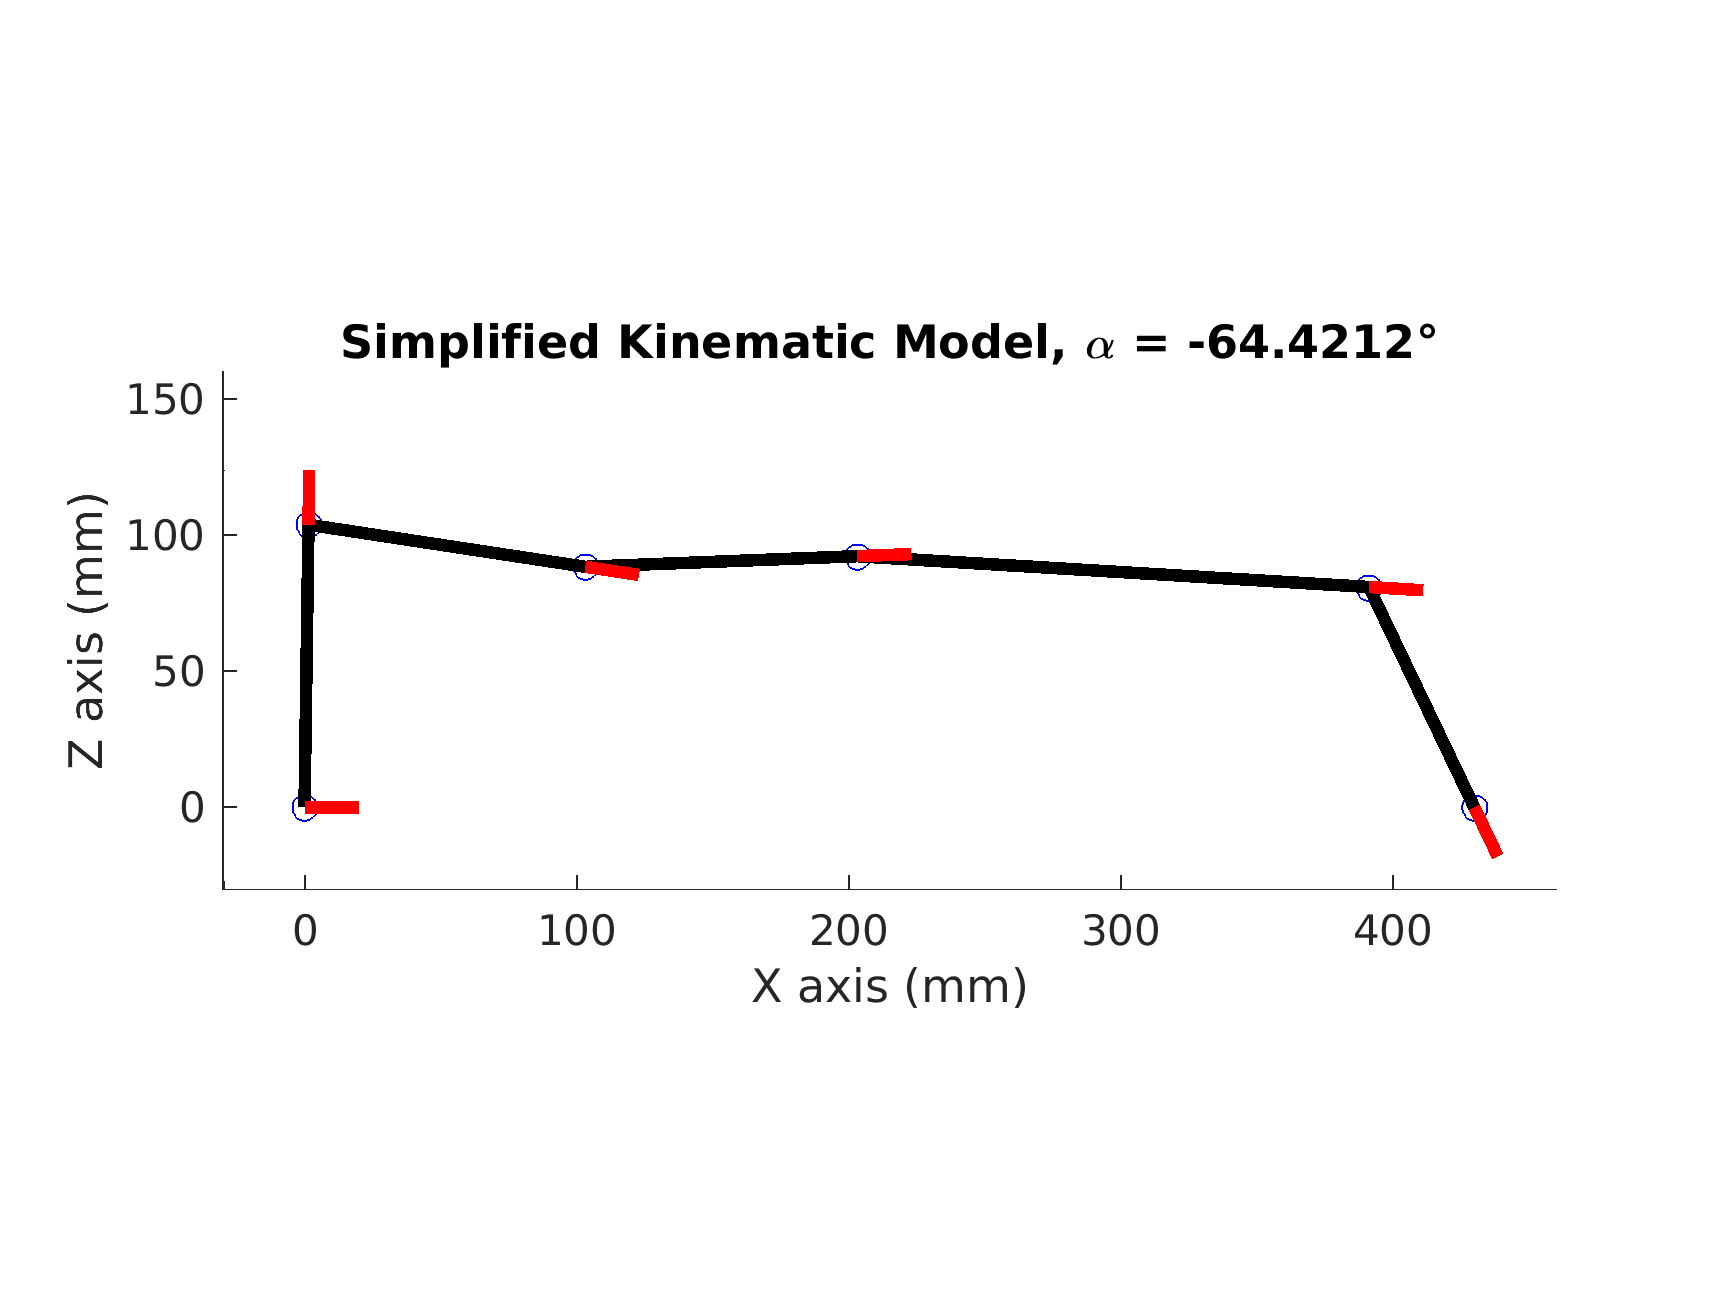 Simplified Kinematic Model, α = -64.4212°
150
100
50
0
Z axis (mm)
0 100 200 300 400
X axis (mm)